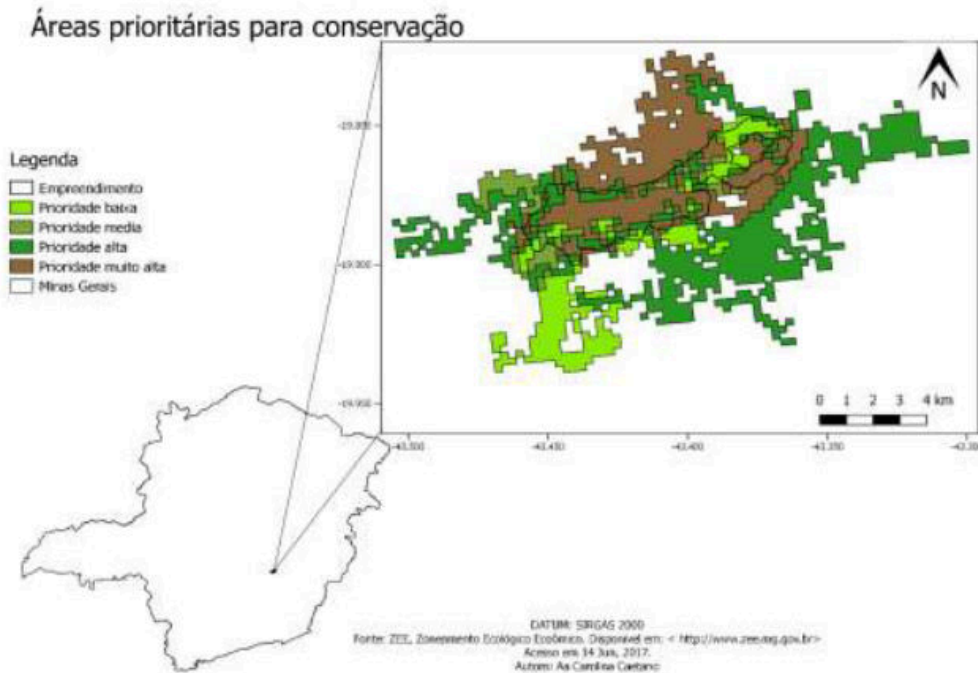 Áreas prioritárias para conservação
N
Legenda
Empreendimento
Prioridade baixa
Prioridade media
Prioridade alta
Prioridade muito alta
Minas Gerais
0 1 2 3 4 km
DATUM: SIRGAS 2000
Fonte: ZEE, Zoneamento Ecológico Econômico. Disponível em: < http://www.zee.mg.gov.br>
Acesso em 14 Jun, 2017.
Carolina Caetano